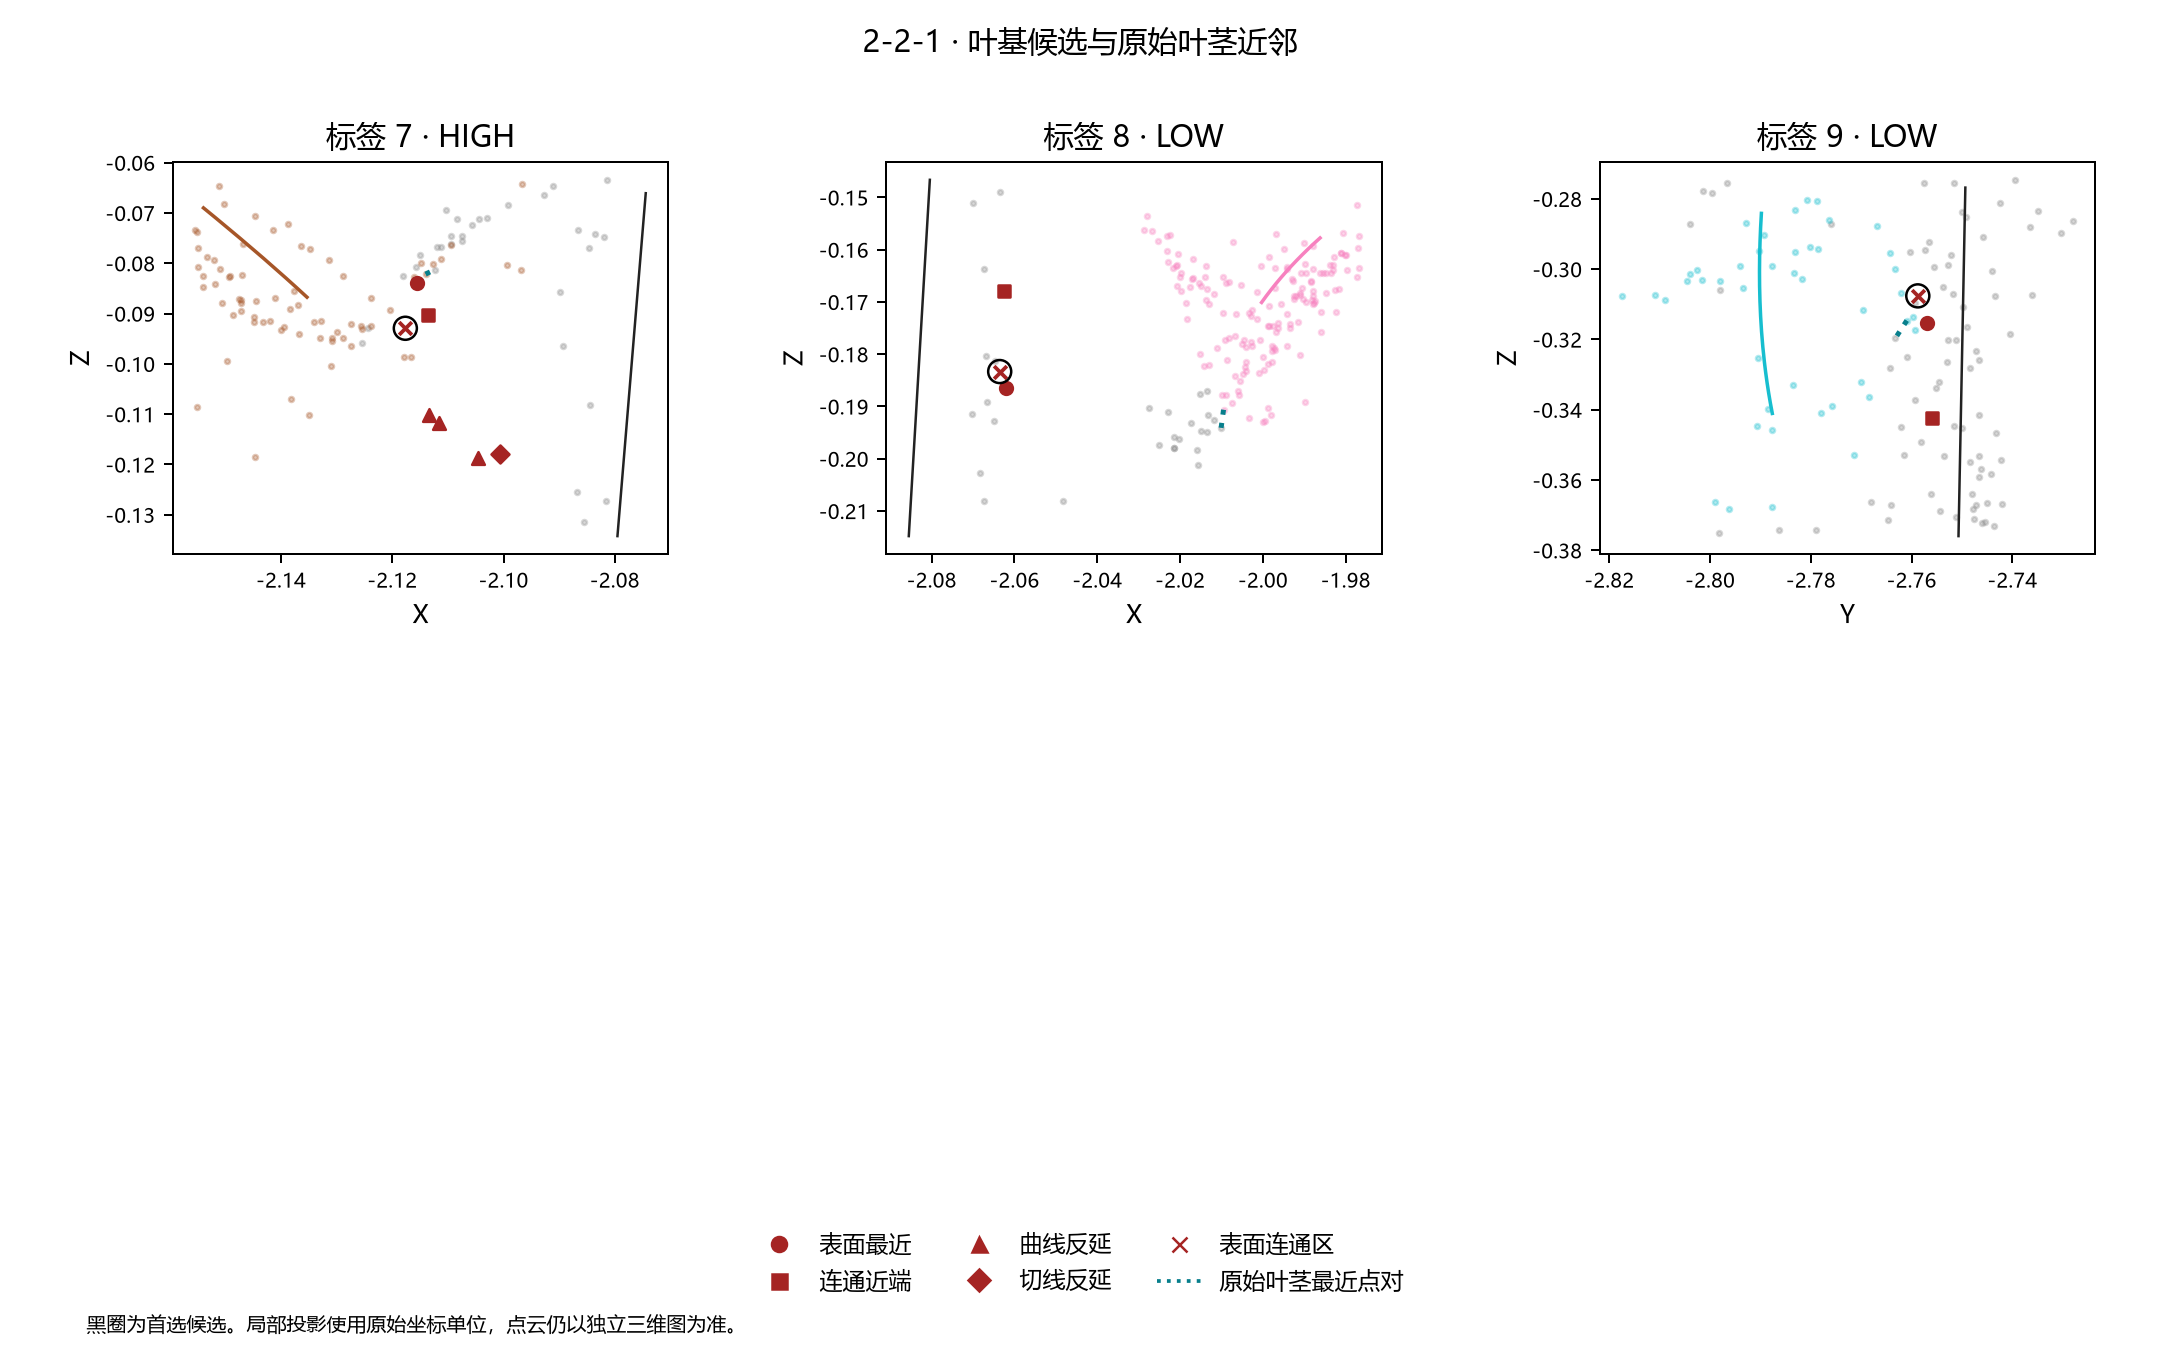 2-2-1 · 叶基候选与原始叶茎近邻
标签 7 · HIGH
标签 8 · LOW
标签 9 · LOW
-0.06
-0.07
-0.08
-0.09
-0.10
-0.11
-0.12
-0.13
Z
-2.14
-2.12
-2.10
-2.08
X
-0.15
-0.16
-0.17
-0.18
-0.19
-0.20
-0.21
Z
-2.08
-2.06
-2.04
-2.02
-2.00
-1.98
X
-0.28
-0.30
-0.32
-0.34
-0.36
-0.38
Z
-2.82
-2.80
-2.78
-2.76
-2.74
Y
表面最近
曲线反延
表面连通区
连通近端
切线反延
原始叶茎最近点对
黑圈为首选候选。局部投影使用原始坐标单位，点云仍以独立三维图为准。